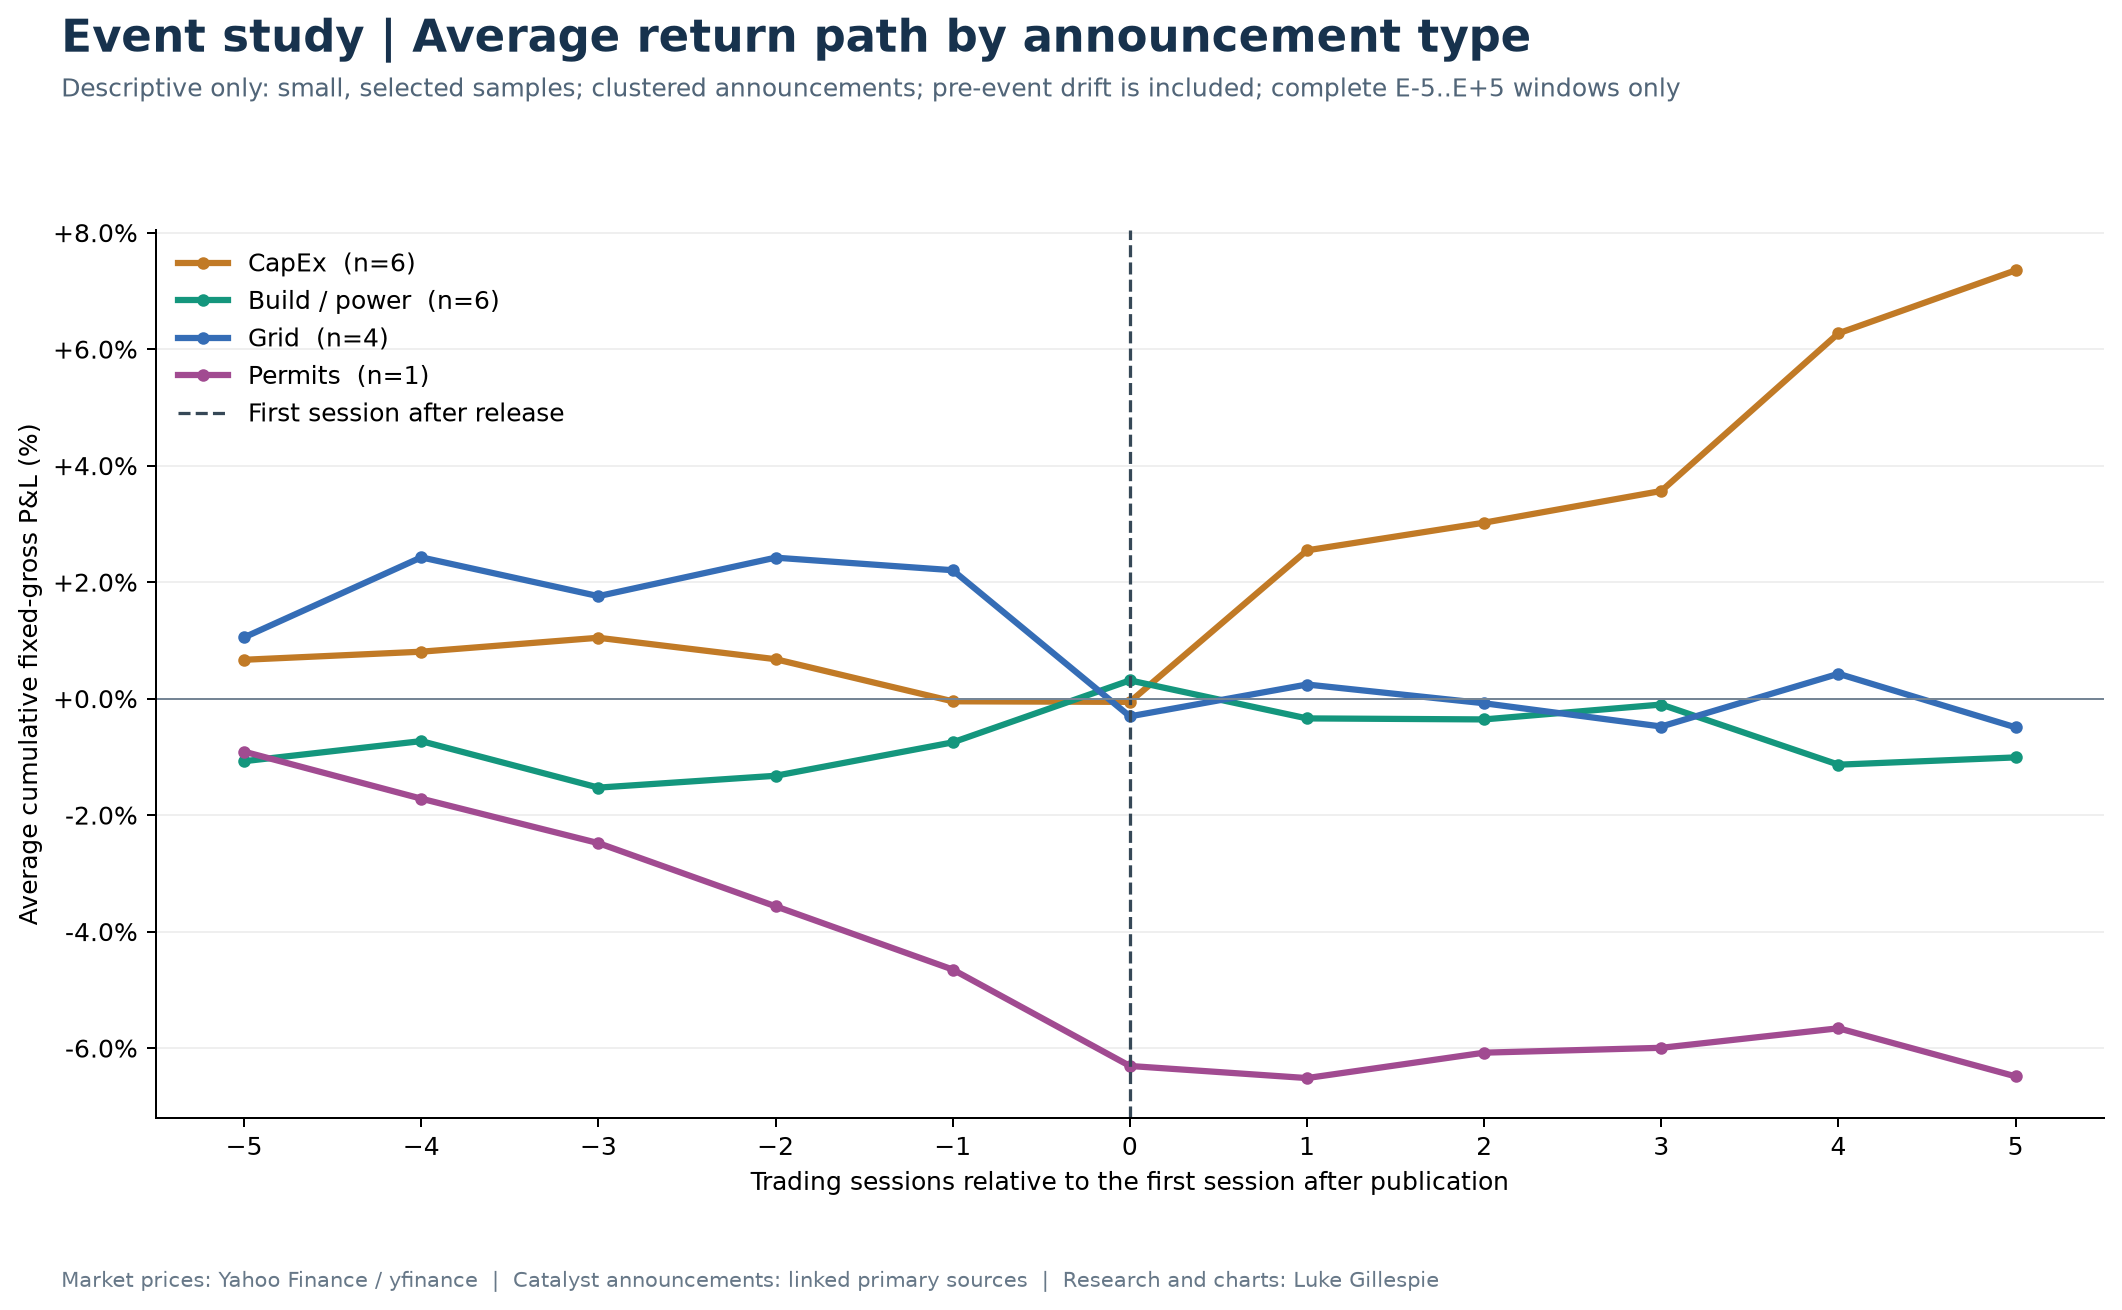 Event study | Average return path by announcement type
Descriptive only: small, selected samples; clustered announcements; pre-event drift is included; complete E-5..E+5 windows only
+8.0%
+6.0%
+4.0%
+2.0%
+0.0%
-2.0%
-4.0%
-6.0%
Average cumulative fixed-gross P&L (%)
CapEx (n=6)
Build / power (n=6)
Grid (n=4)
Permits (n=1)
First session after release
−5 −4 −3 −2 −1 0 1 2 3 4 5
Trading sessions relative to the first session after publication
Market prices: Yahoo Finance / yfinance | Catalyst announcements: linked primary sources | Research and charts: Luke Gillespie